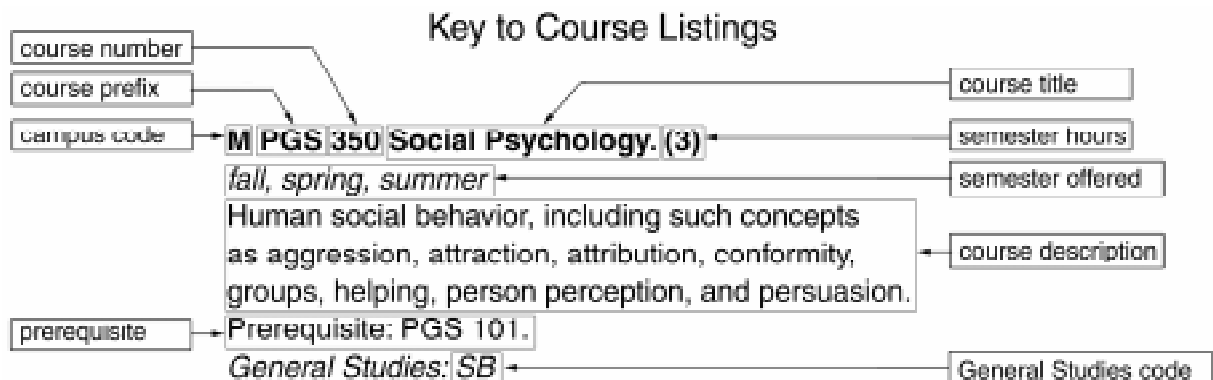 Key to Course Listings
course number
course prefix
course title
campus code
M PGS 350 Social Psychology. (3)
semester hours
fall, spring, summer
semester offered
Human social behavior, including such concepts
as aggression, attraction, attribution, conformity,
groups, helping, person perception, and persuasion.
course description
prerequisite
Prerequisite: PGS 101.
General Studies: SB
General Studies code